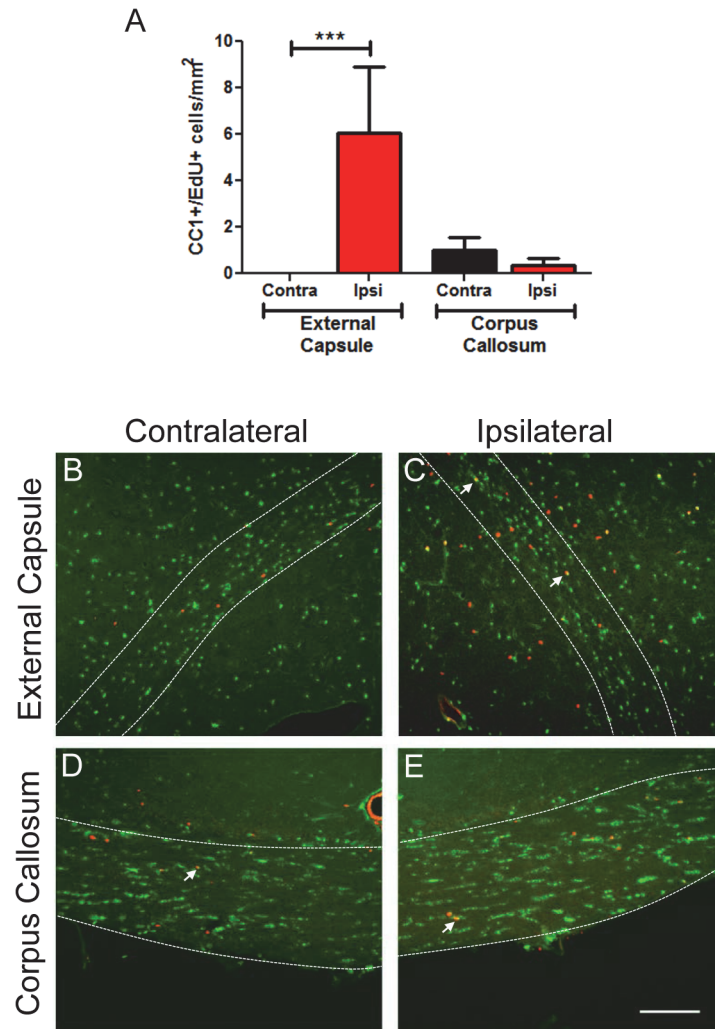 A
CC1+/EdU+ cells/mm²
10
8
6
4
2
0
***
Contra
Ipsi
Contra
Ipsi
External
Capsule
Corpus
Callosum
Contralateral
Ipsilateral
External Capsule
B
C
Corpus Callosum
D
E